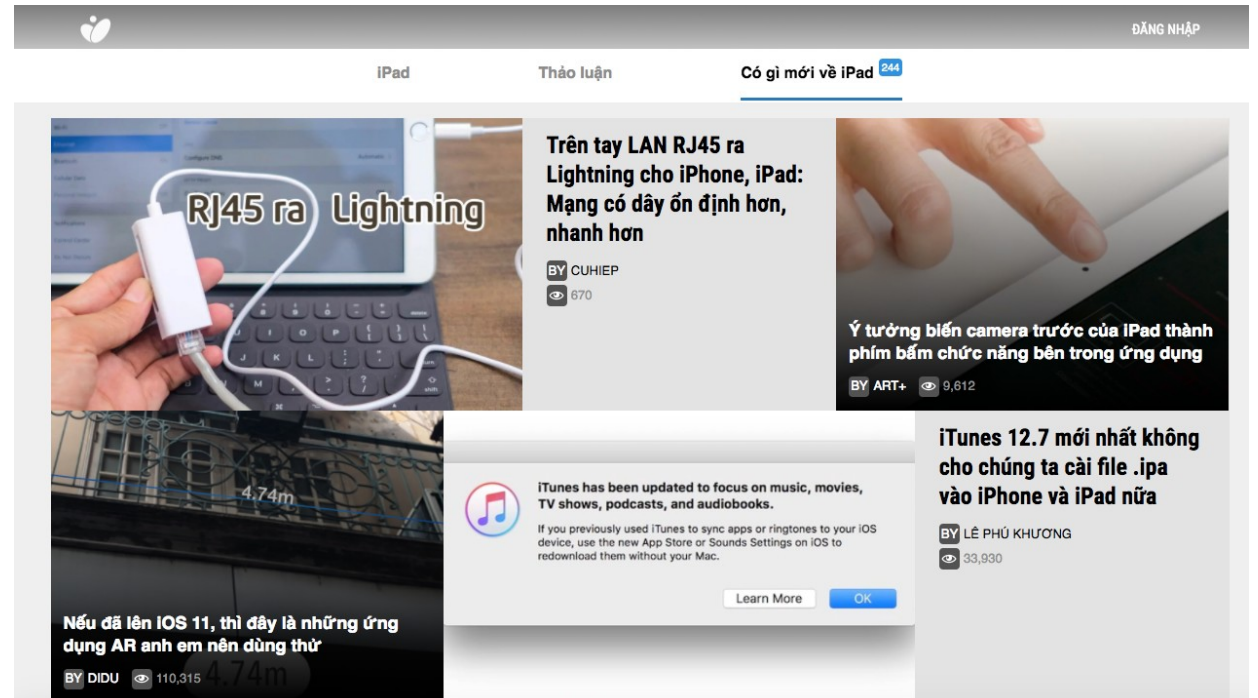 ĐĂNG NHẬP
iPad
Thảo luận
Có gì mới về iPad 244
RJ45 ra Lightning
Trên tay LAN RJ45 ra
Lightning cho iPhone, iPad:
Mạng có dây ổn định hơn,
nhanh hơn
BY CUHIEP
670
Ý tưởng biến camera trước của iPad thành
phím bấm chức năng bên trong ứng dụng
BY ART+ 9,612
4.74m
Nếu đã lên iOS 11, thì đây là những ứng
dụng AR anh em nên dùng thử
BY DIDU 110,315
4.74m
iTunes has been updated to focus on music, movies,
TV shows, podcasts, and audiobooks.
If you previously used iTunes to sync apps or ringtones to your iOS
device, use the new App Store or Sounds Settings on iOS to
redownload them without your Mac.
Learn More
OK
iTunes 12.7 mới nhất không
cho chúng ta cài file .ipa
vào iPhone và iPad nữa
BY LÊ PHÚ KHƯƠNG
33,930